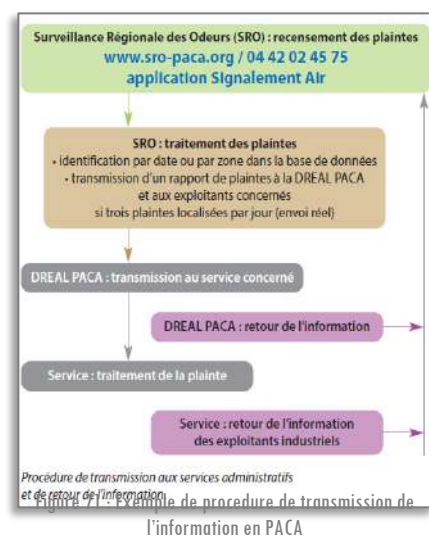 Surveillance Régionale des Odeurs (SRO) : recensement des plaintes
www.sro-paca.org / 04 42 02 45 75
application Signalement Air
SRO : traitement des plaintes
• identification par date ou par zone dans la base de données
• transmission d'un rapport de plaintes à la DREAL PACA
et aux exploitants concernés
si trois plaintes localisées par jour (envoi réel)
DREAL PACA : transmission au service concerné
DREAL PACA : retour de l'information
Service : traitement de la plainte
Service : retour de l'information
des exploitants industriels
Procédure de transmission aux services administratifs
et de retour de l'information
Figure 71 : Exemple de procedure de transmission de
l'information en PACA